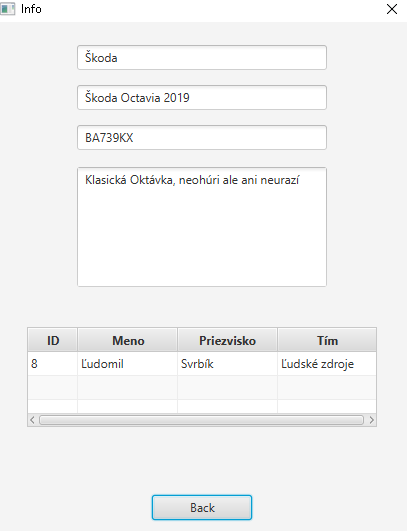 Info
Škoda
Škoda Octavia 2019
BA739KX
Klasická Oktávka, neohúri ale ani neurazí
ID Meno Priezvisko Tím
8 Ľudomil Svrbík Ľudské zdroje
Back